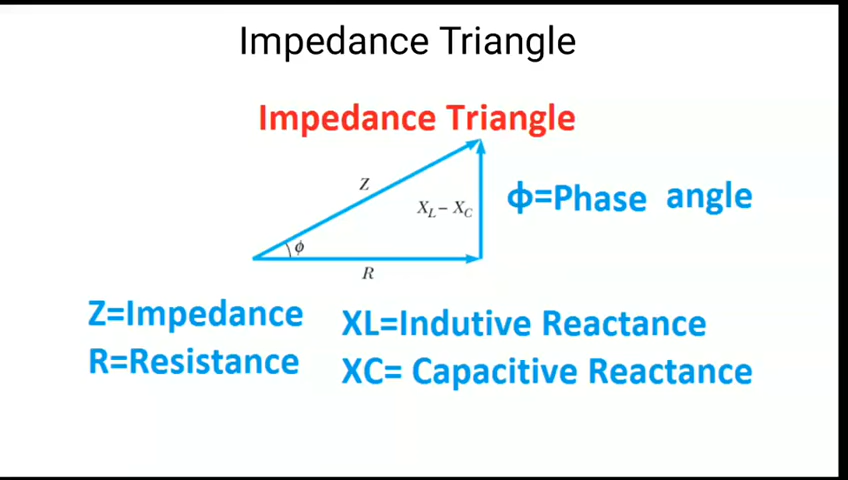 Impedance Triangle
Impedance Triangle
Z
X_L – X_C
ϕ=Phase angle
ϕ
R
Z=Impedance
XL=Indutive Reactance
R=Resistance
XC= Capacitive Reactance